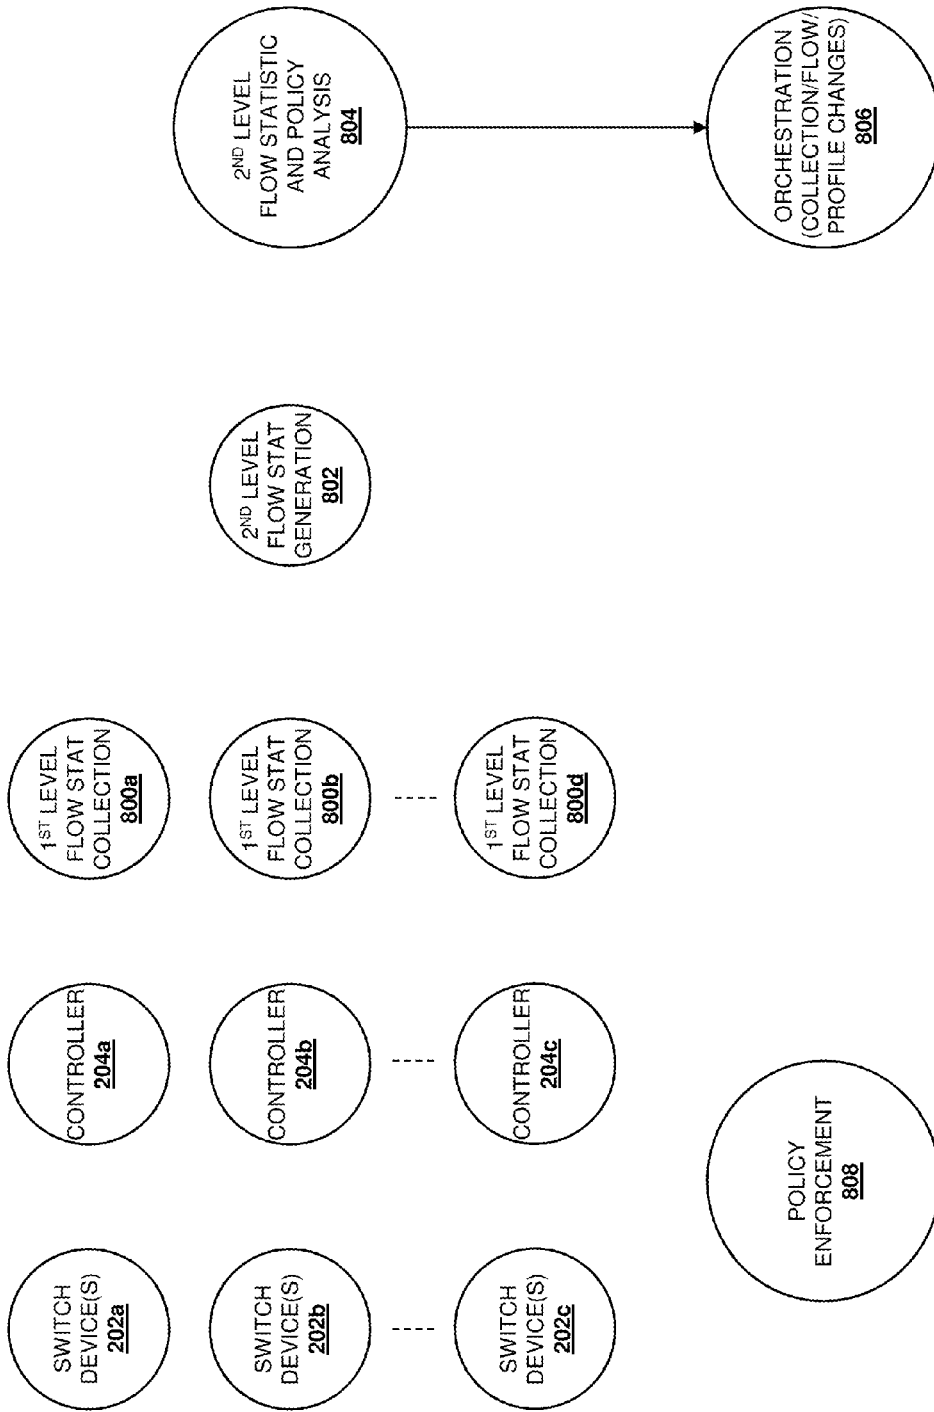 SWITCH
DEVICE(S)
202a
CONTROLLER
204a
1ST LEVEL
FLOW STAT
COLLECTION
800a
SWITCH
DEVICE(S)
202b
CONTROLLER
204b
1ST LEVEL
FLOW STAT
COLLECTION
800b
2ND LEVEL
FLOW STAT
GENERATION
802
2ND LEVEL
FLOW STATISTIC
AND POLICY
ANALYSIS
804
SWITCH
DEVICE(S)
202c
CONTROLLER
204c
1ST LEVEL
FLOW STAT
COLLECTION
800d
POLICY
ENFORCEMENT
808
ORCHESTRATION
(COLLECTION/FLOW/
PROFILE CHANGES)
806